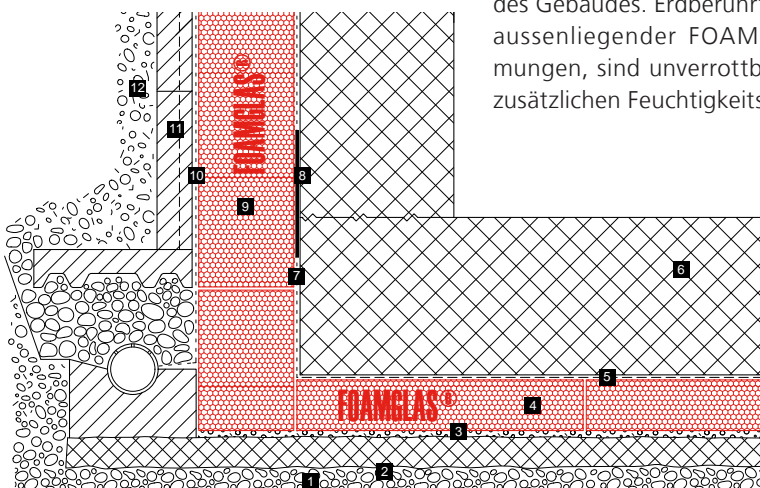 des Gebäudes. Erdberühr
aussenliegender FOAM
mungen, sind unverrottb
zusätzlichen Feuchtigkeits
12
FOAMGLAS®
11
10
8
9
7
6
5
FOAMGLAS®
4
3
2
1